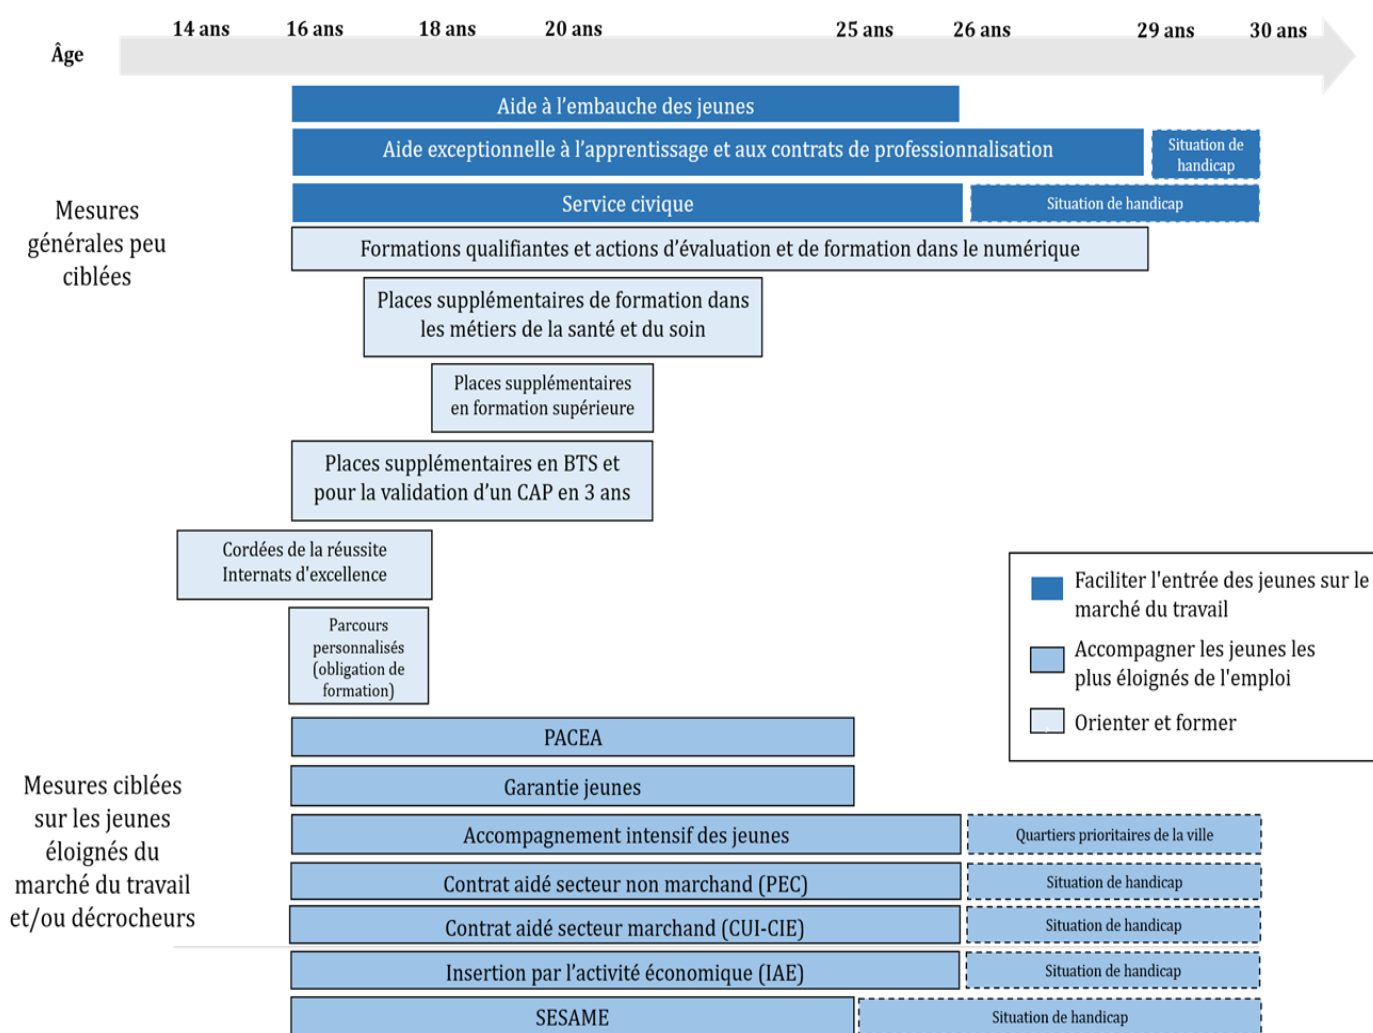 14 ans
16 ans
18 ans
20 ans
25 ans
26 ans
29 ans
30 ans
Âge
Aide à l'embauche des jeunes
Aide exceptionnelle à l'apprentissage et aux contrats de professionnalisation
Situation de
handicap
Service civique
Situation de handicap
Mesures
générales peu
ciblées
Formations qualifiantes et actions d'évaluation et de formation dans le numérique
Places supplémentaires de formation dans
les métiers de la santé et du soin
Places supplémentaires
en formation supérieure
Places supplémentaires en BTS et
pour la validation d'un CAP en 3 ans
Cordées de la réussite
Internats d'excellence
Parcours
personnalisés
(obligation de
formation)
Faciliter l'entrée des jeunes sur le
marché du travail
Accompagner les jeunes les
plus éloignés de l'emploi
Orienter et former
Mesures ciblées
sur les jeunes
éloignés du
marché du travail
et/ou décrocheurs
PACEA
Garantie jeunes
Accompagnement intensif des jeunes
Quartiers prioritaires de la ville
Contrat aidé secteur non marchand (PEC)
Situation de handicap
Contrat aidé secteur marchand (CUI-CIE)
Situation de handicap
Insertion par l'activité économique (IAE)
Situation de handicap
SESAME
Situation de handicap